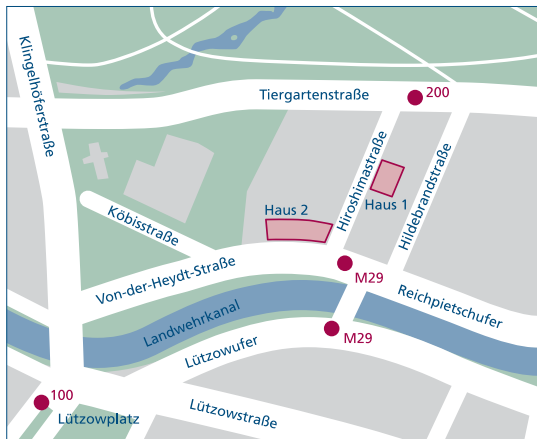 Klingelhöferstraße
Tiergartenstraße
200
Hiroshimastraße
Hildebrandstraße
Haus 1
Haus 2
Köbisstraße
Von-der-Heydt-Straße
M29
Reichpietschufer
Landwehrkanal
M29
Lützowufer
100
Lützowplatz
Lützowstraße